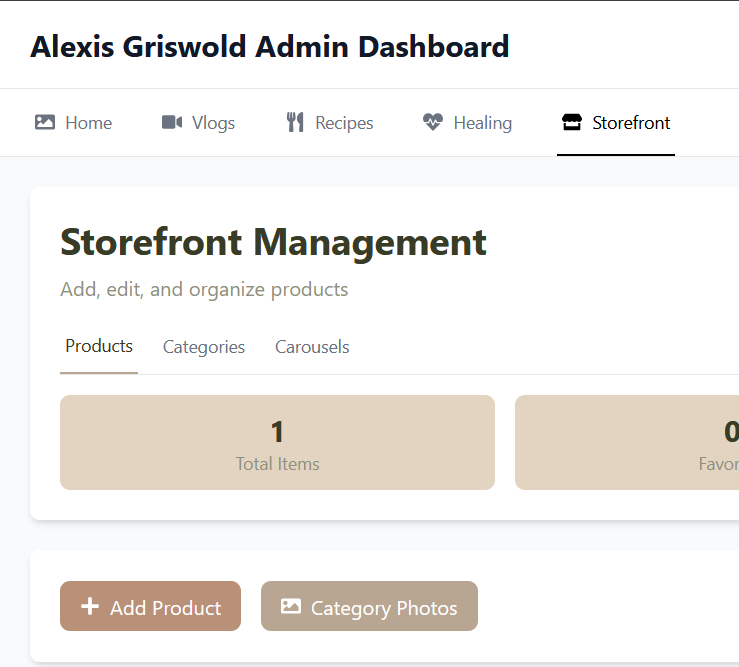 Alexis Griswold Admin Dashboard
Home Vlogs Recipes Healing Storefront
Storefront Management
Add, edit, and organize products
Products Categories Carousels
1 0
Total Items
Add Product Category Photos